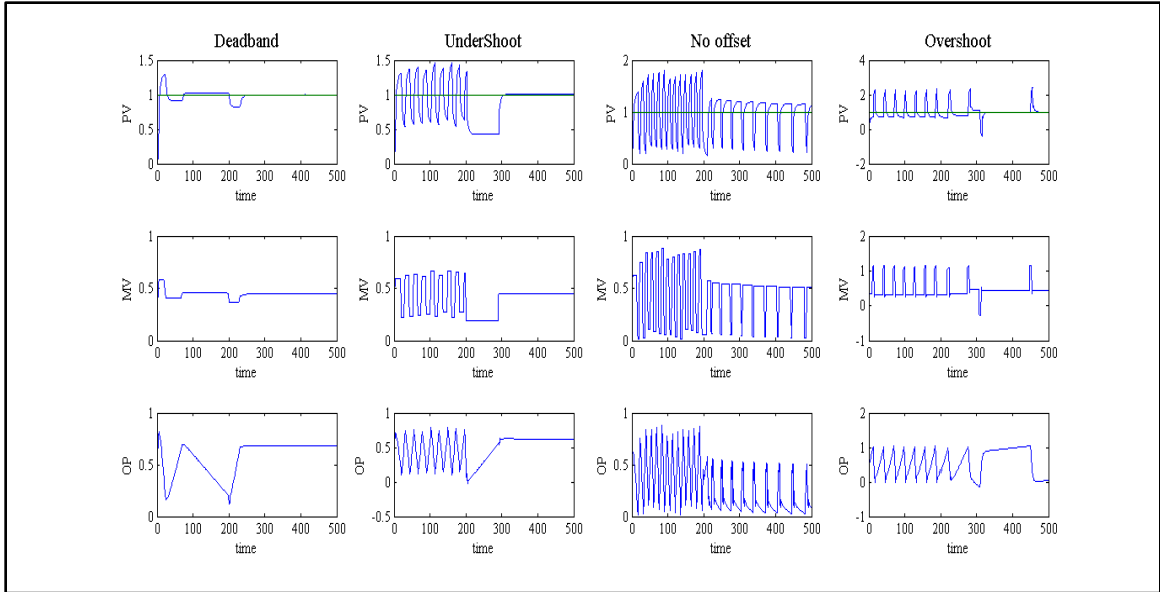 Deadband UnderShoot No offset Overshoot
1.5 1.5 2 4
1 1 1 2
0.5 0.5 0
0 0 0 -2
PV PV PV PV
0 100 200 300 400 500 0 100 200 300 400 500 0 100 200 300 400 500 0 100 200 300 400 500
time time time time
1 1 1 2
0.5 0.5 0.5 1
0
0 0 0 -1
MV MV MV MV
0 100 200 300 400 500 0 100 200 300 400 500 0 100 200 300 400 500 0 100 200 300 400 500
time time time time
1 1 1 2
0.5 0.5 0.5 1
0 0
0 -0.5 0 -1
OP OP OP OP
0 100 200 300 400 500 0 100 200 300 400 500 0 100 200 300 400 500 0 100 200 300 400 500
time time time time